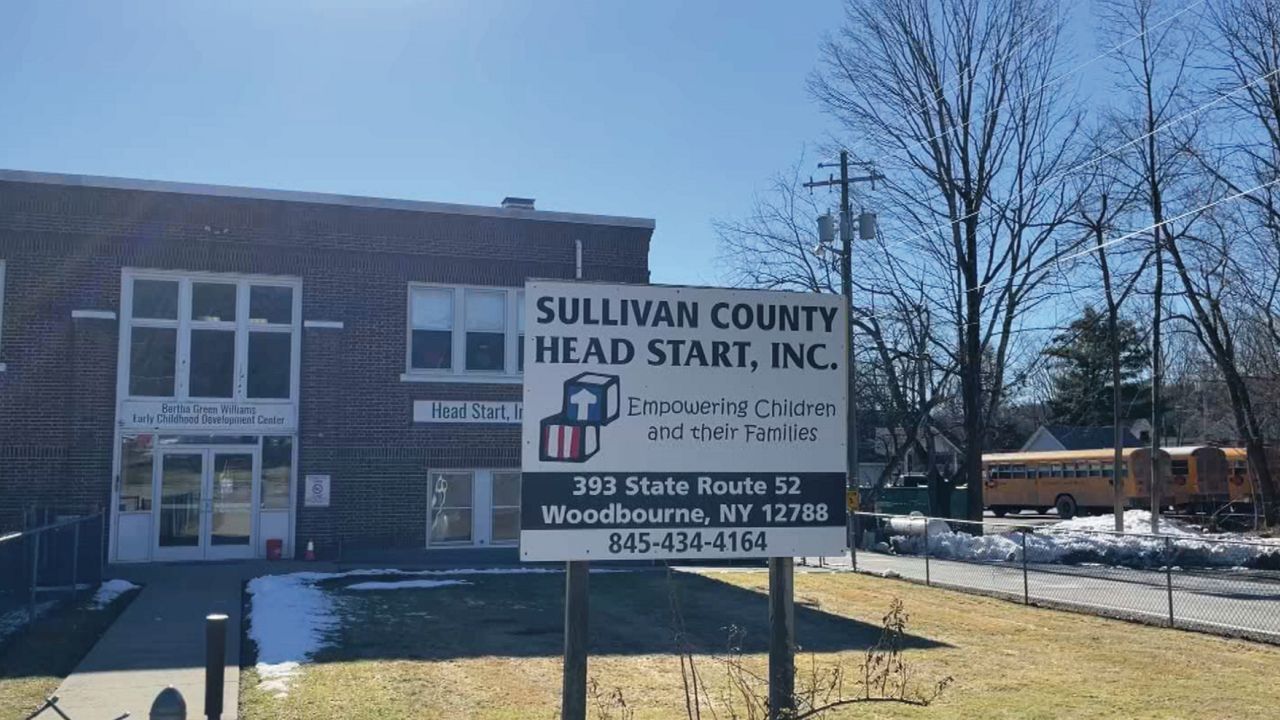 SULLIVAN COUNTY
HEAD START, INC.
Empowering Children
and their Families
393 State Route 52
Woodbourne, NY 12788
845-434-4164
Bertha Green Williams
Early Childhood Development Center
Head Start,